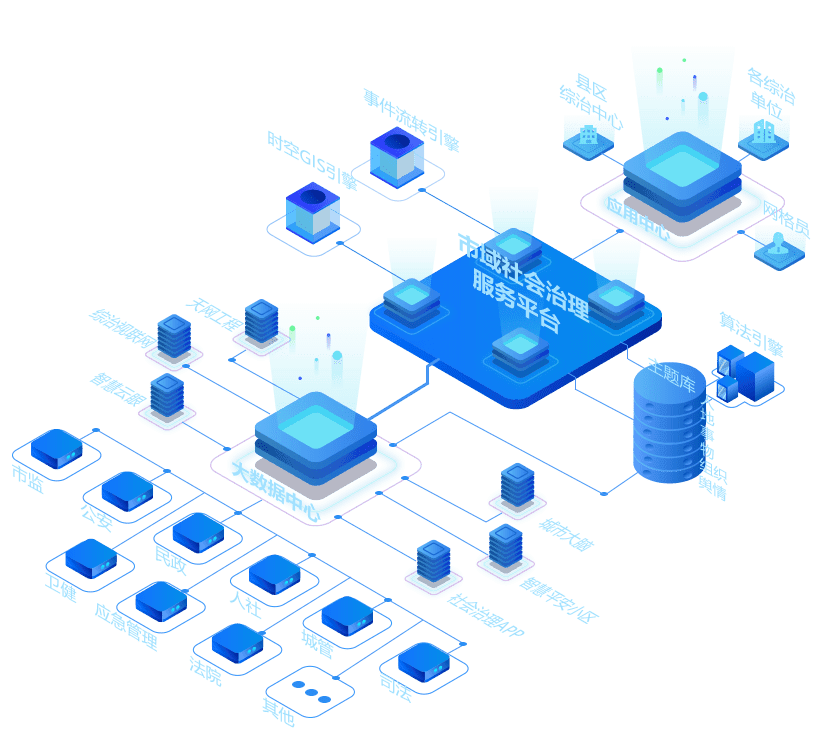 县区
综治中心
各综治
单位
事件流转引擎
时空GIS引擎
应用中心
网格员
市域社会治理
服务平台
天网工程
综治视联网
智慧云眼
算法引擎
主题库
人
地
事
物
组织
舆情
大数据中心
城市大脑
智慧平安小区
社会治理APP
市监
公安
民政
卫健
人社
应急管理
城管
法院
司法
其他